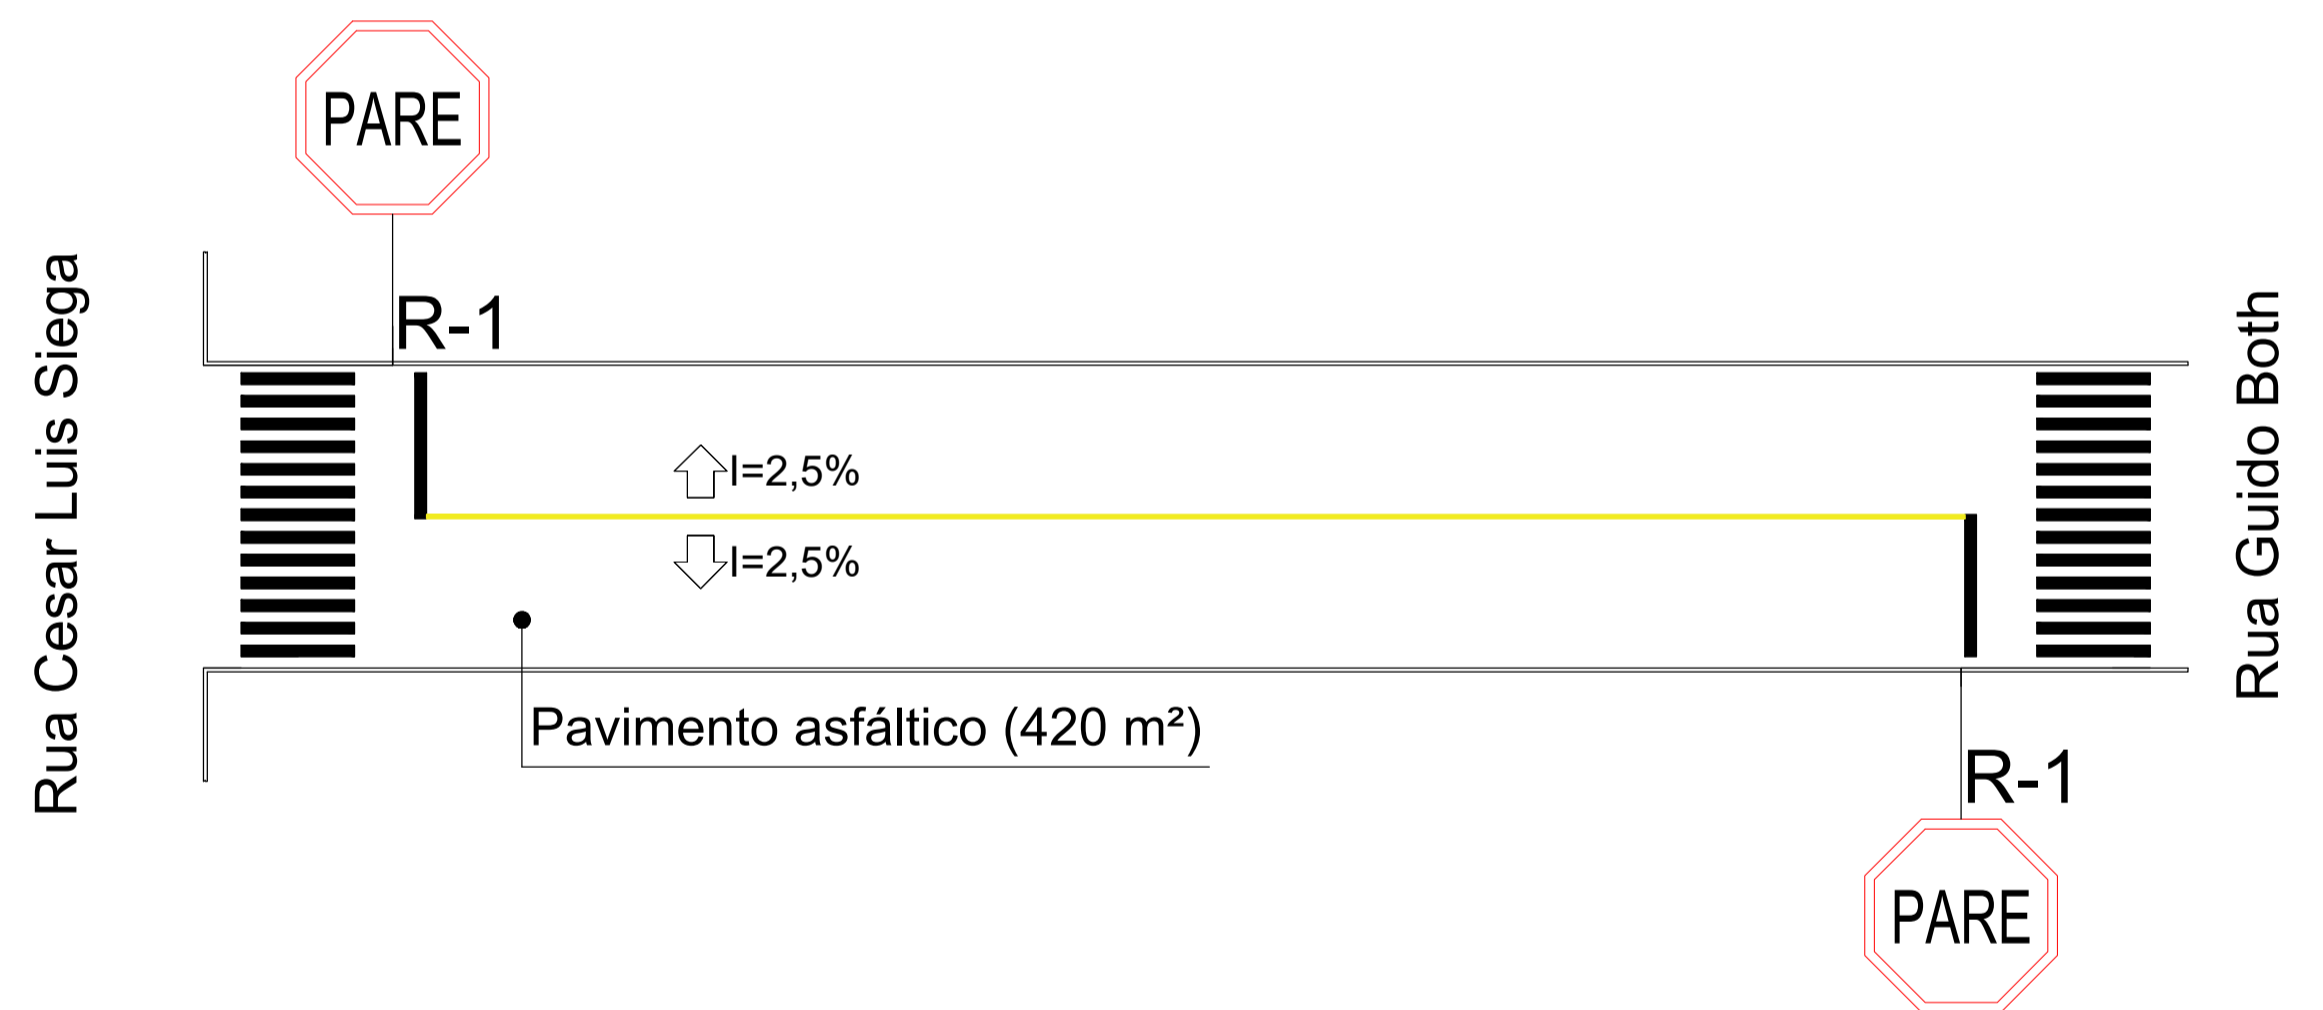 PARE
R-1
Rua Cesar Luis Siega
I=2,5%
I=2,5%
Pavimento asfáltico (420 m²)
Rua Guido Both
R-1
PARE